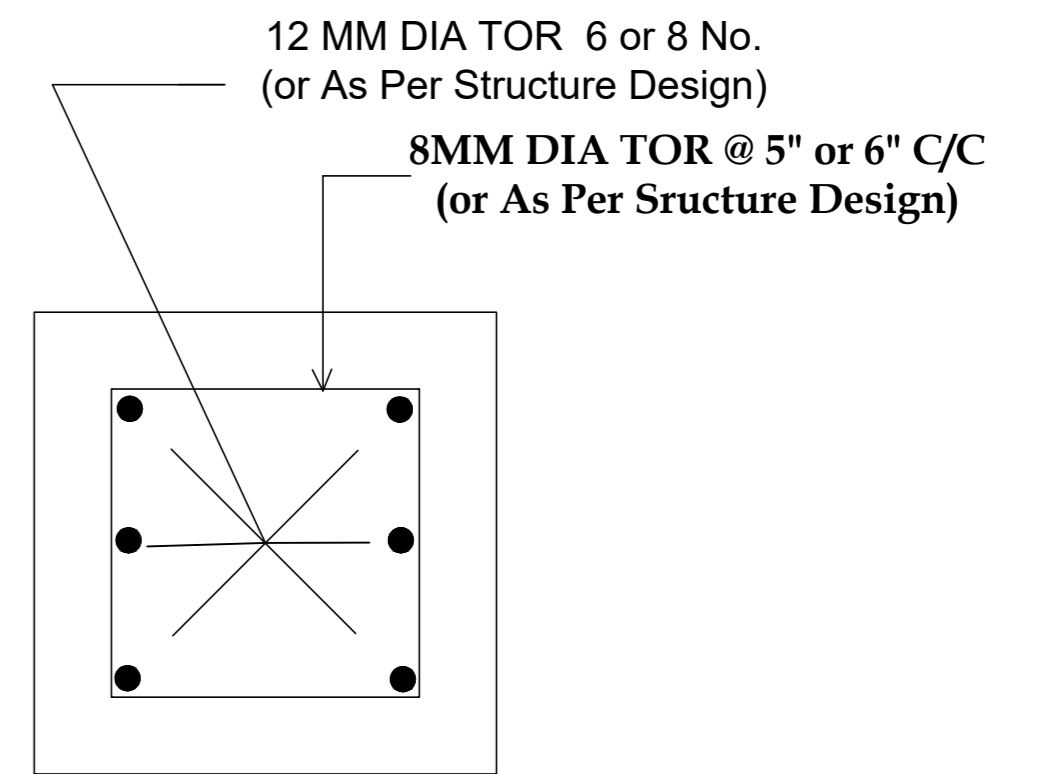 12 MM DIA TOR 6 or 8 No.
(or As Per Structure Design)
8MM DIA TOR @ 5" or 6" C/C
(or As Per Sructure Design)